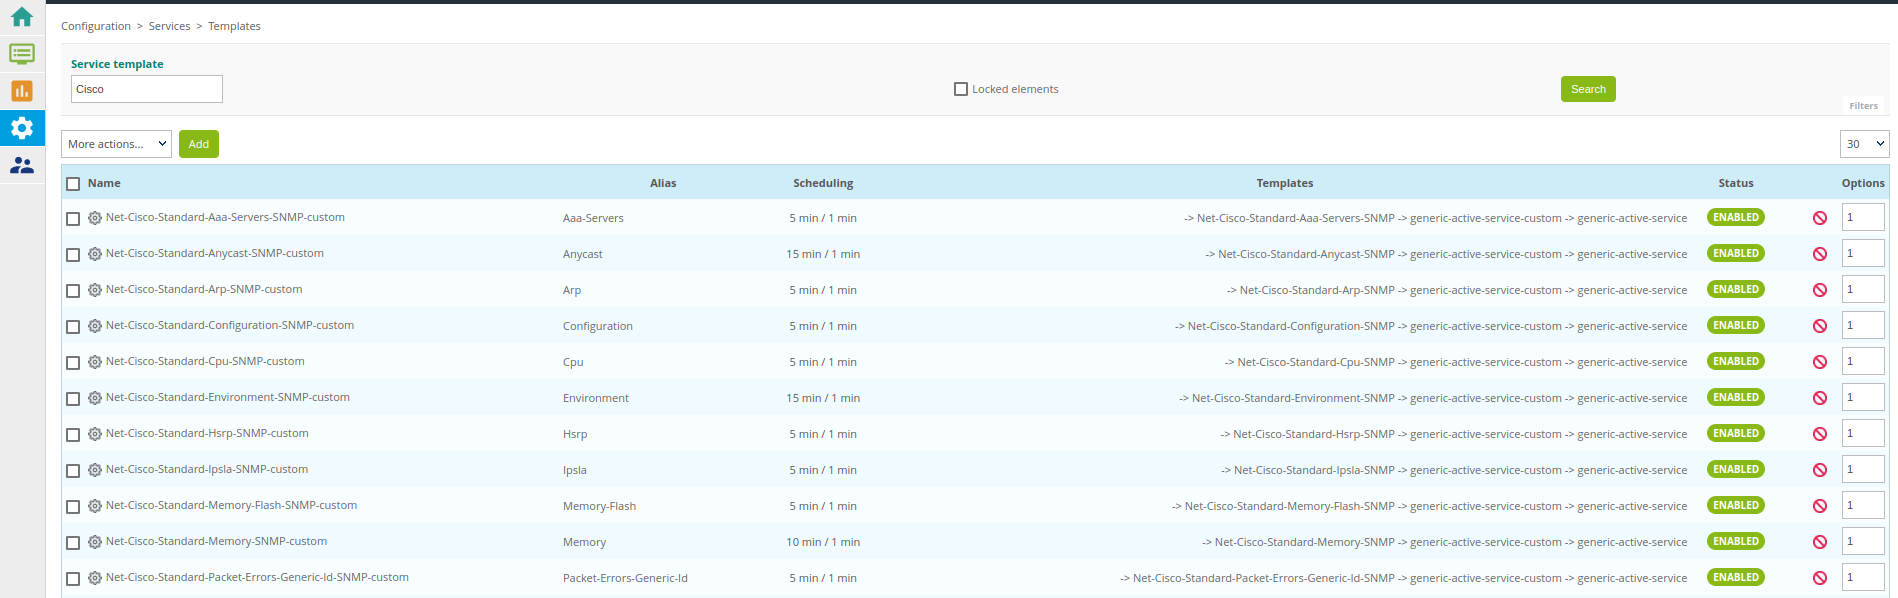 Configuration > Services > Templates
Service template
Cisco
Locked elements
Search
Filters
More actions... Add 30
Name Alias Scheduling Templates Status Options
Net-Cisco-Standard-Aaa-Servers-SNMP-custom Aaa-Servers 5 min / 1 min -> Net-Cisco-Standard-Aaa-Servers-SNMP -> generic-active-service-custom -> generic-active-service ENABLED 1
Net-Cisco-Standard-Anycast-SNMP-custom Anycast 15 min / 1 min -> Net-Cisco-Standard-Anycast-SNMP -> generic-active-service-custom -> generic-active-service ENABLED 1
Net-Cisco-Standard-Arp-SNMP-custom Arp 5 min / 1 min -> Net-Cisco-Standard-Arp-SNMP -> generic-active-service-custom -> generic-active-service ENABLED 1
Net-Cisco-Standard-Configuration-SNMP-custom Configuration 5 min / 1 min -> Net-Cisco-Standard-Configuration-SNMP -> generic-active-service-custom -> generic-active-service ENABLED 1
Net-Cisco-Standard-Cpu-SNMP-custom Cpu 5 min / 1 min -> Net-Cisco-Standard-Cpu-SNMP -> generic-active-service-custom -> generic-active-service ENABLED 1
Net-Cisco-Standard-Environment-SNMP-custom Environment 15 min / 1 min -> Net-Cisco-Standard-Environment-SNMP -> generic-active-service-custom -> generic-active-service ENABLED 1
Net-Cisco-Standard-Hsrp-SNMP-custom Hsrp 5 min / 1 min -> Net-Cisco-Standard-Hsrp-SNMP -> generic-active-service-custom -> generic-active-service ENABLED 1
Net-Cisco-Standard-Ipsla-SNMP-custom Ipsla 5 min / 1 min -> Net-Cisco-Standard-Ipsla-SNMP -> generic-active-service-custom -> generic-active-service ENABLED 1
Net-Cisco-Standard-Memory-Flash-SNMP-custom Memory-Flash 5 min / 1 min -> Net-Cisco-Standard-Memory-Flash-SNMP -> generic-active-service-custom -> generic-active-service ENABLED 1
Net-Cisco-Standard-Memory-SNMP-custom Memory 10 min / 1 min -> Net-Cisco-Standard-Memory-SNMP -> generic-active-service-custom -> generic-active-service ENABLED 1
Net-Cisco-Standard-Packet-Errors-Generic-Id-SNMP-custom Packet-Errors-Generic-Id 5 min / 1 min -> Net-Cisco-Standard-Packet-Errors-Generic-Id-SNMP -> generic-active-service-custom -> generic-active-service ENABLED 1